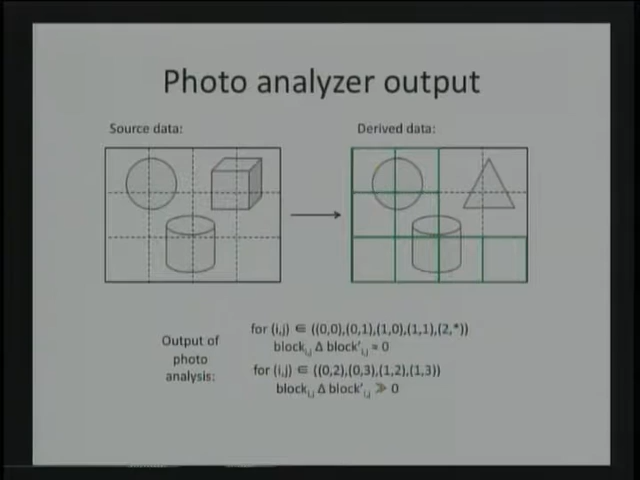 Photo analyzer output
Source data:
Derived data:
Output of photo analysis:
for (i,j) ∈ ((0,0),(0,1),(1,0),(1,1),(2,*))
block i,j Δ block' i,j = 0
for (i,j) ∈ ((0,2),(0,3),(1,2),(1,3))
block i,j Δ block' i,j ≫ 0